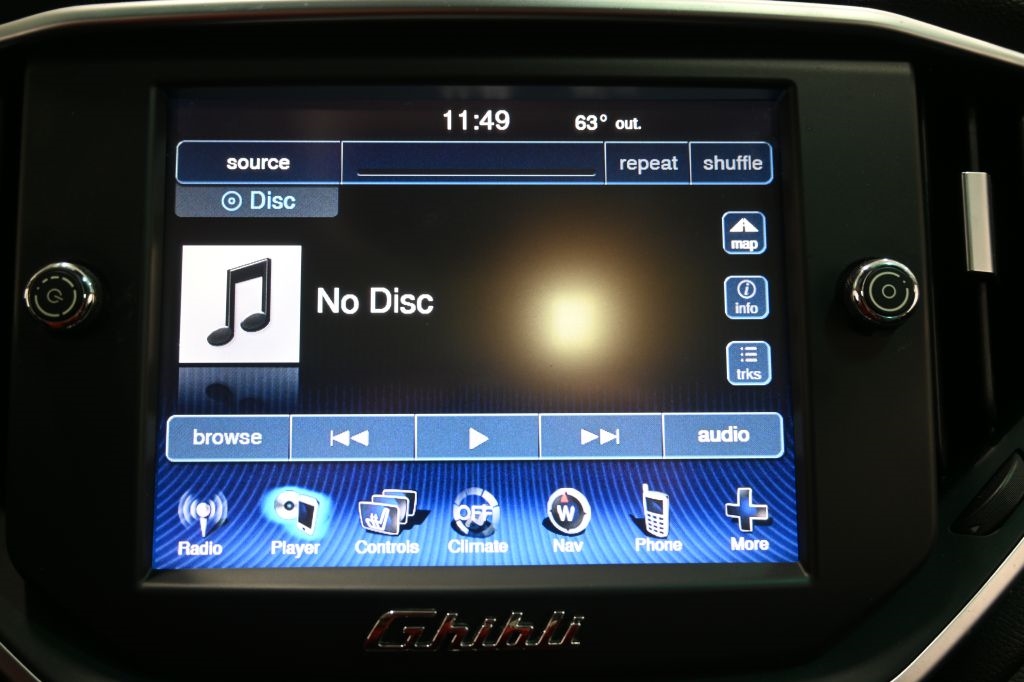 11:49 63° out.
source repeat shuffle
Disc
map
No Disc
info
trks
browse audio
OFF W
Radio Player Controls Climate Nav Phone More
Ghibli